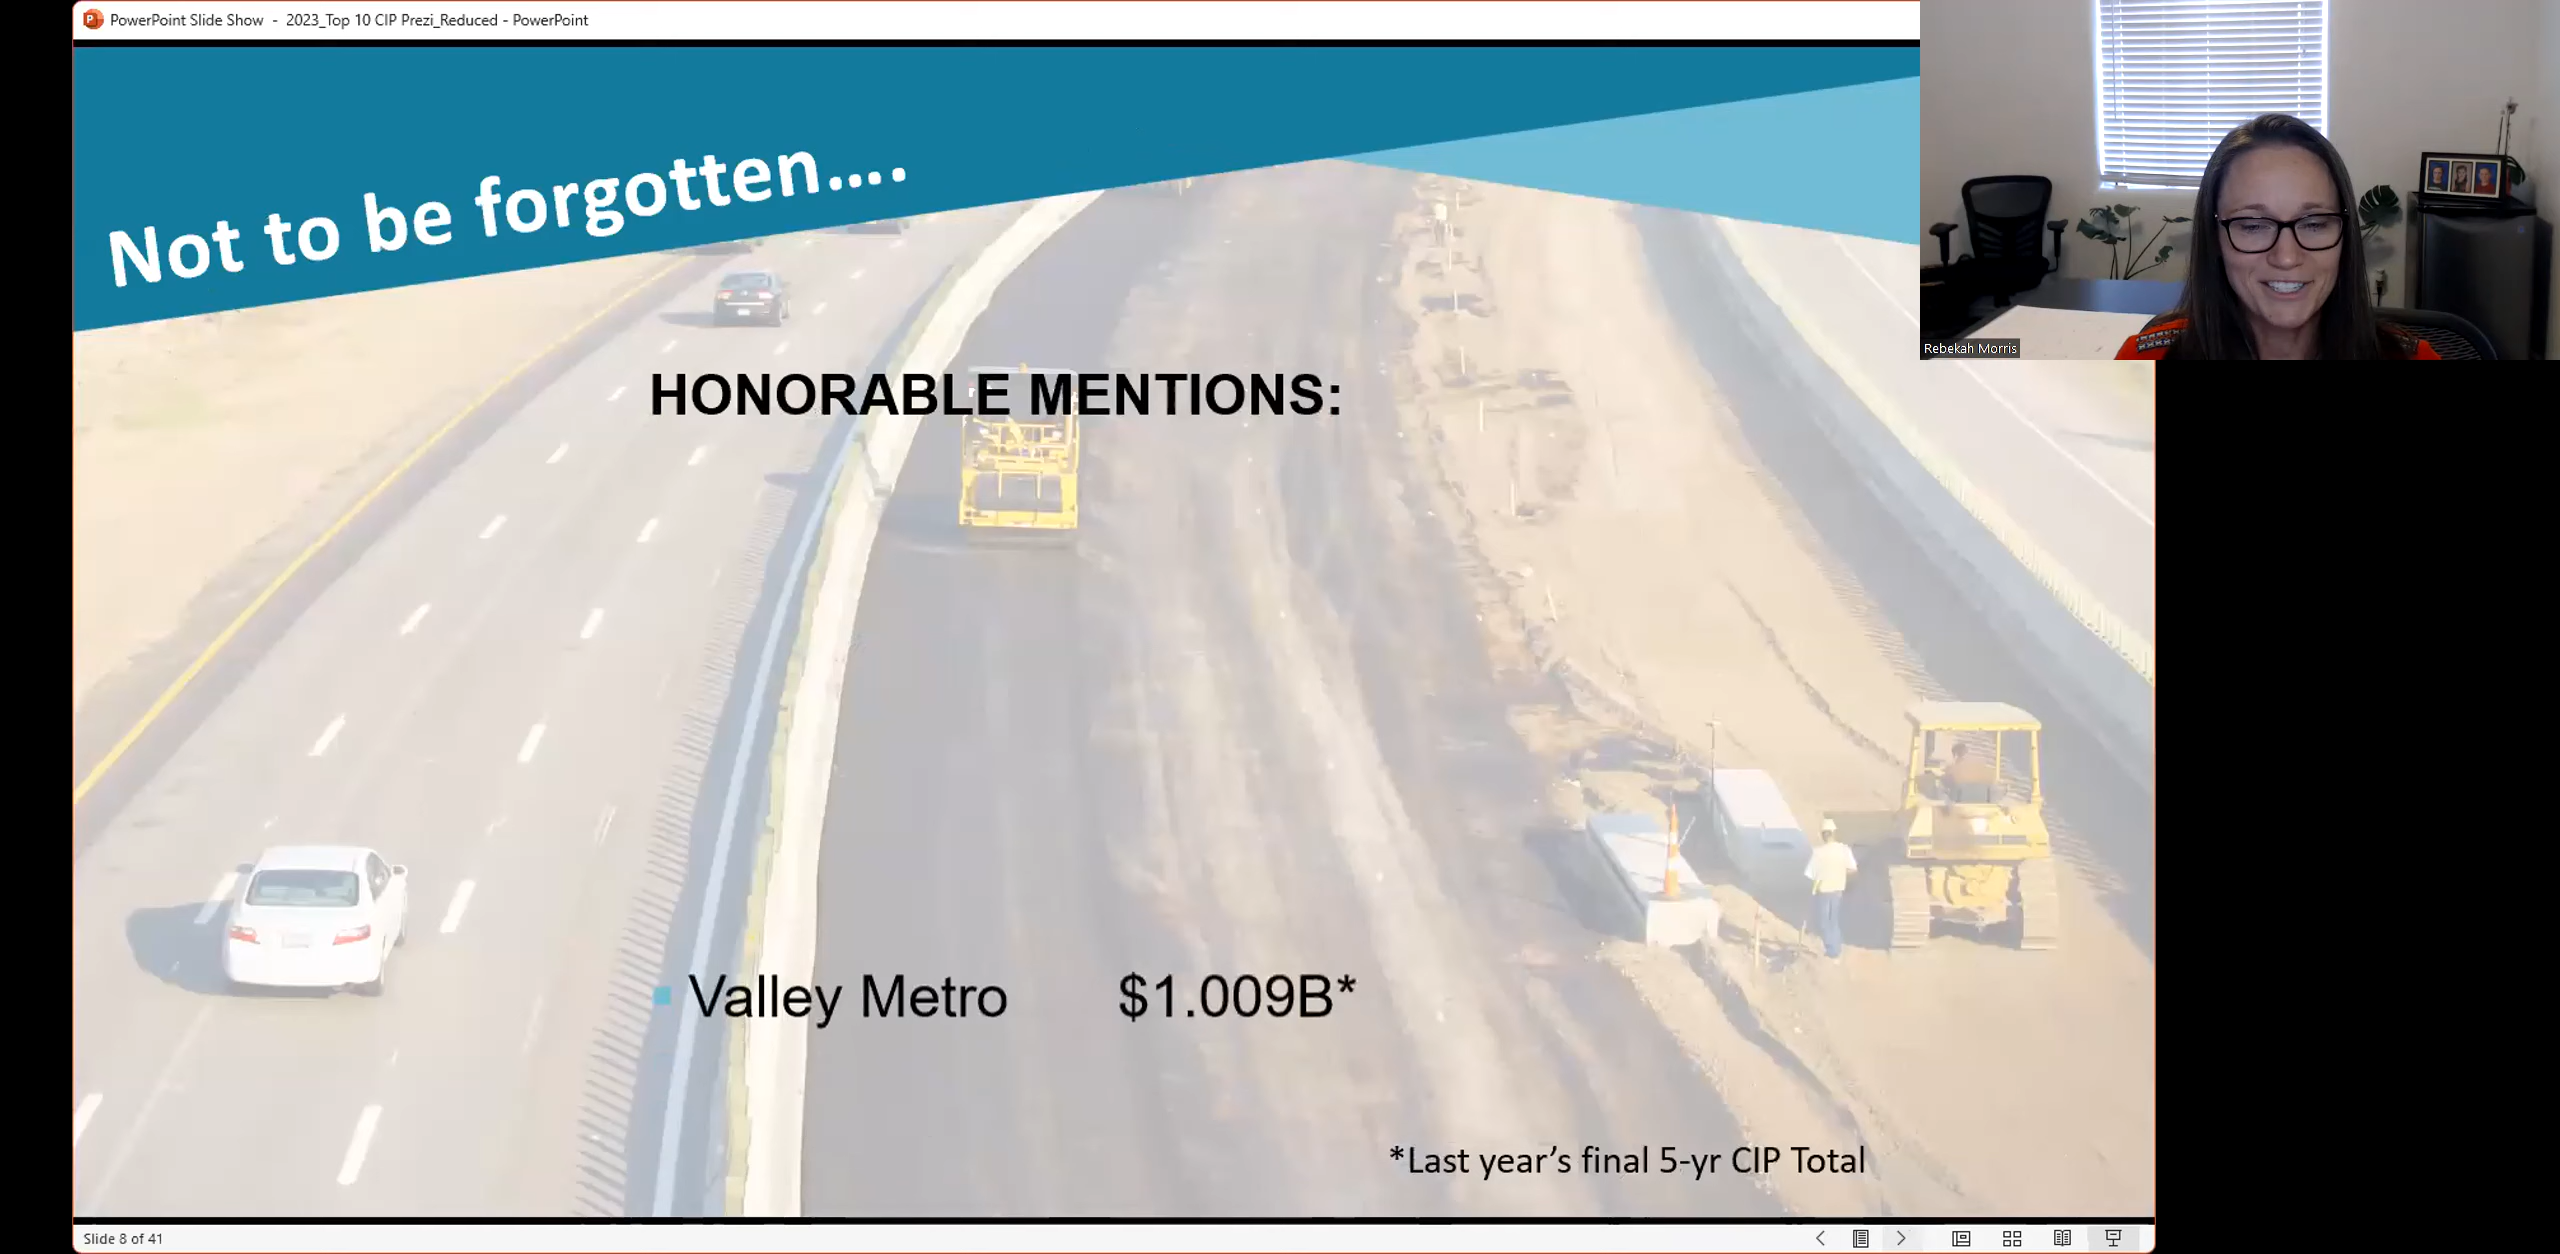 PowerPoint Slide Show - 2023_Top 10 CIP Prezi_Reduced - PowerPoint
Not to be forgotten....
Rebekah Morris
HONORABLE MENTIONS:
Valley Metro $1.009B*
*Last year’s final 5-yr CIP Total
Slide 8 of 41